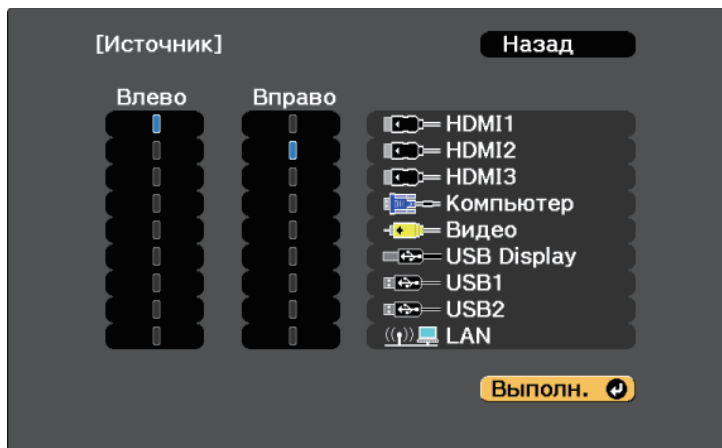 [Источник] Назад
Влево Вправо
HDMI1
HDMI2
HDMI3
Компьютер
Видео
USB Display
USB1
USB2
LAN
Выполн.